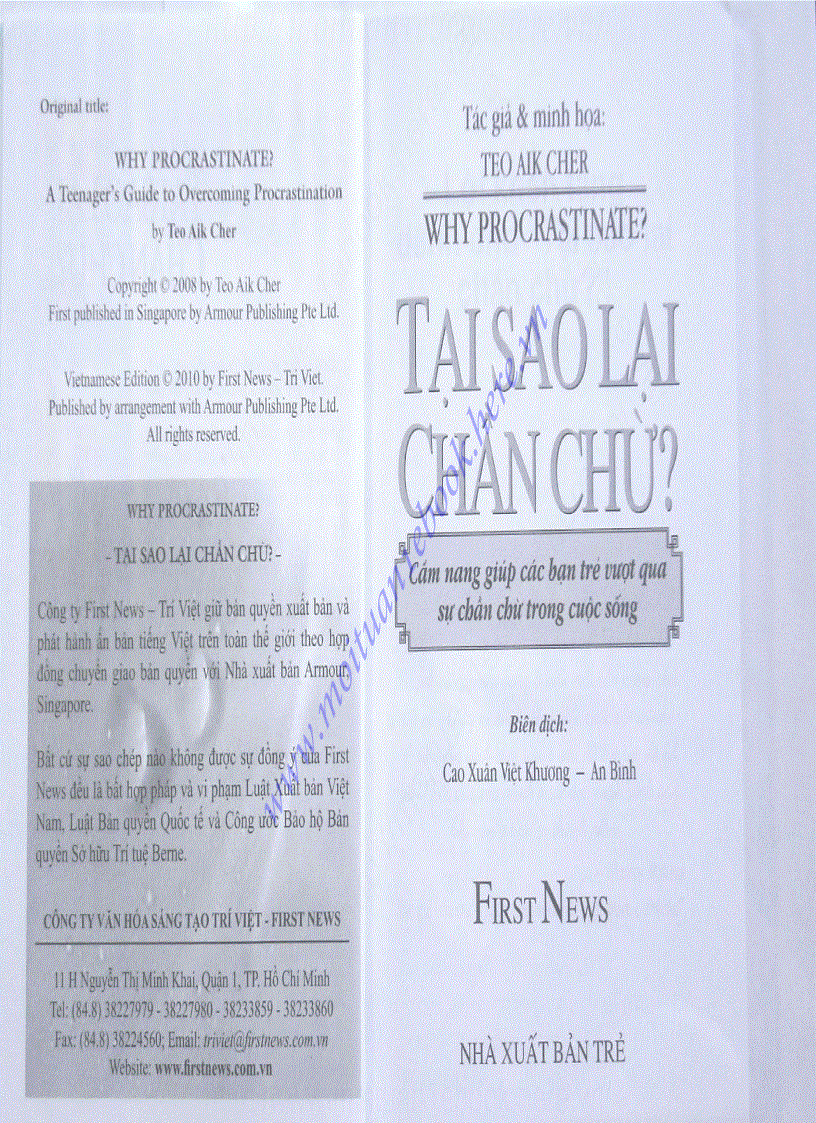 Original title:
WHY PROCRASTINATE?
A Teenager's Guide to Overcoming Procrastination
by Teo Aik Cher
Copyright © 2008 by Teo Aik Cher
First published in Singapore by Armour Publishing Pte Ltd.
Vietnamese Edition © 2010 by First News – Tri Viet.
Published by arrangement with Armour Publishing Pte Ltd.
All rights reserved.
WHY PROCRASTINATE?
- TẠI SAO LẠI CHẦN CHỪ? -
Công ty First News – Trí Việt giữ bản quyền xuất bản và
phát hành ấn bản tiếng Việt trên toàn thế giới theo hợp
đồng chuyển giao bản quyền với Nhà xuất bản Armour,
Singapore.
Bất cứ sự sao chép nào không được sự đồng ý của First
News đều là bất hợp pháp và vi phạm Luật Xuất bản Việt
Nam, Luật Bản quyền Quốc tế và Công ước Bảo hộ Bản
quyền Sở hữu Trí tuệ Berne.
CÔNG TY VĂN HÓA SÁNG TẠO TRÍ VIỆT - FIRST NEWS
11 H Nguyễn Thị Minh Khai, Quận 1, TP. Hồ Chí Minh
Tel: (84.8) 38227979 - 38227980 - 38233859 - 38233860
Fax: (84.8) 38224560; Email: triviet@firstnews.com.vn
Website: www.firstnews.com.vn
Tác giả & minh họa:
TEO AIK CHER
WHY PROCRASTINATE?
TẠI SAO LẠI
CHẦN CHỪ?
Cẩm nang giúp các bạn trẻ vượt qua
sự chần chừ trong cuộc sống
Biên dịch:
Cao Xuân Việt Khương – An Bình
FIRST NEWS
NHÀ XUẤT BẢN TRẺ
www.moituan1ebook.here.vn